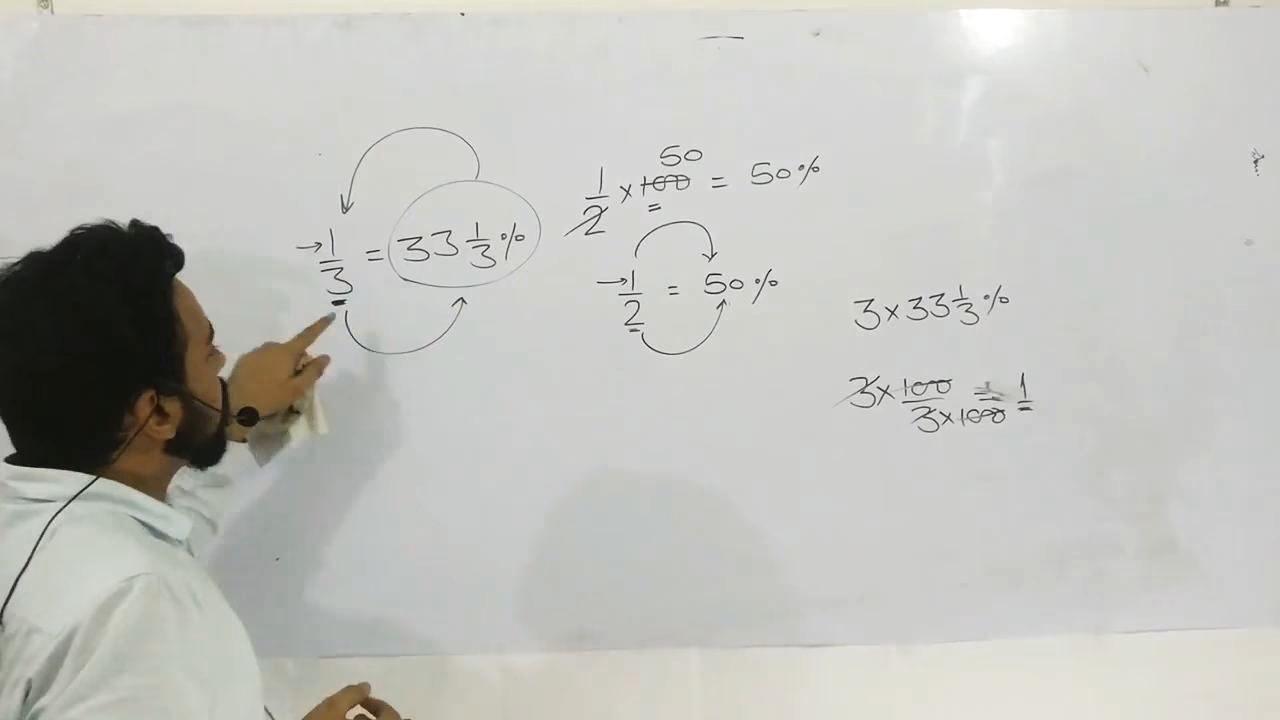 1/3 = 33 1/3 %
1/2 × 100 = 50%
50
1/2 = 50%
3 × 33 1/3 %
3 × 100 / 3 × 100 = 1